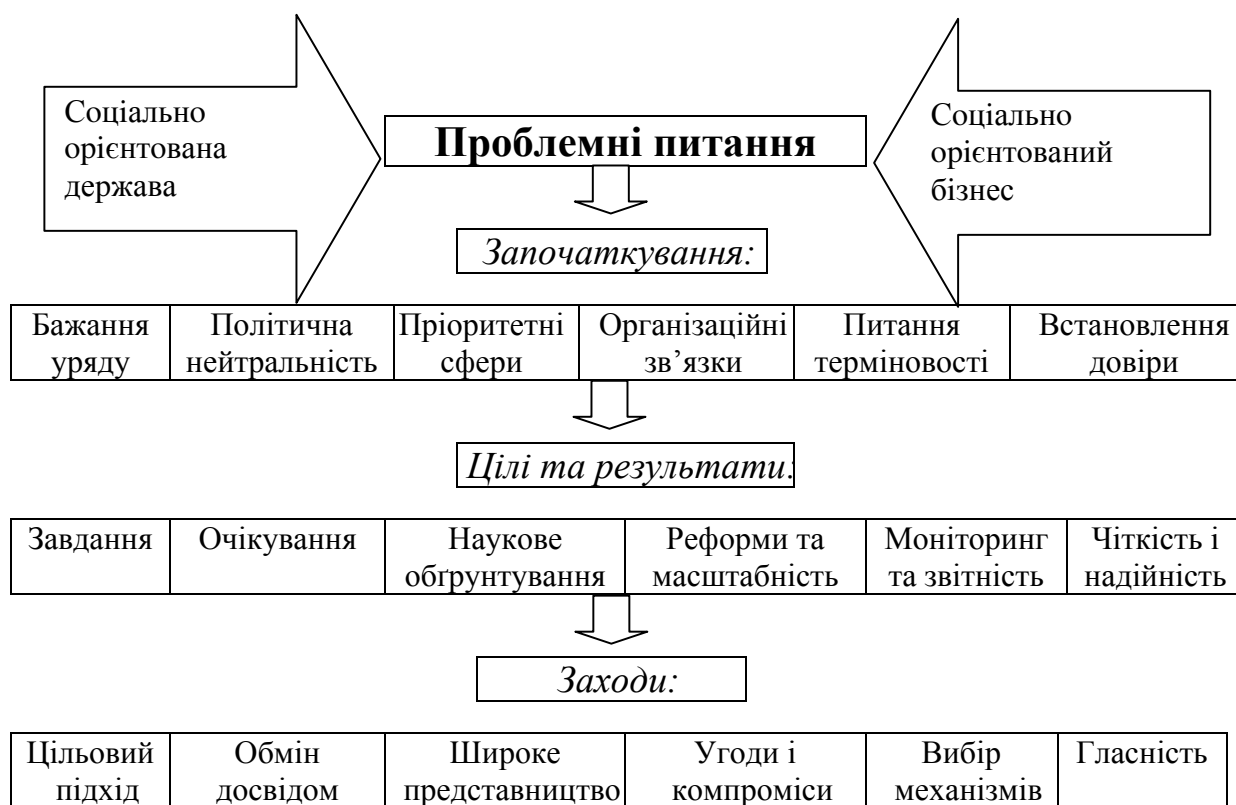 Соціально
орієнтована
держава
Проблемні питання
Соціально
орієнтований
бізнес
Започаткування:
Бажання
уряду
Політична
нейтральність
Пріоритетні
сфери
Організаційні
зв’язки
Питання
терміновості
Встановлення
довіри
Цілі та результати:
Завдання
Очікування
Наукове
обґрунтування
Реформи та
масштабність
Моніторинг
та звітність
Чіткість і
надійність
Заходи:
Цільовий
підхід
Обмін
досвідом
Широке
представництво
Угоди і
компроміси
Вибір
механізмів
Гласність